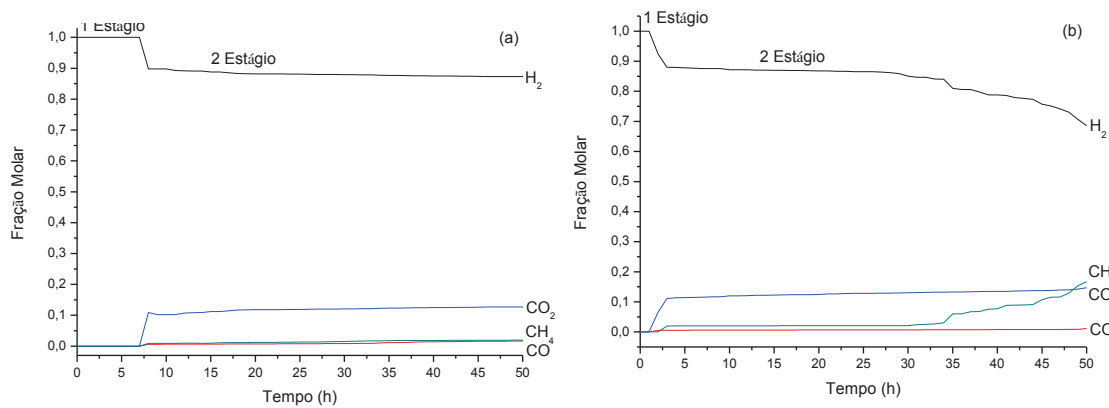 1 Estágio
(a)
2 Estágio
1,0
0,9
0,8
0,7
0,6
0,5
0,4
0,3
0,2
0,1
0,0
H2
CO2
CH4
CO
0 5 10 15 20 25 30 35 40 45 50
Fração Molar
Tempo (h)
1 Estágio
(b)
2 Estágio
1,0
0,9
0,8
0,7
0,6
0,5
0,4
0,3
0,2
0,1
0,0
H2
CH
CO
CO
0 5 10 15 20 25 30 35 40 45 50
Fração Molar
Tempo (h)